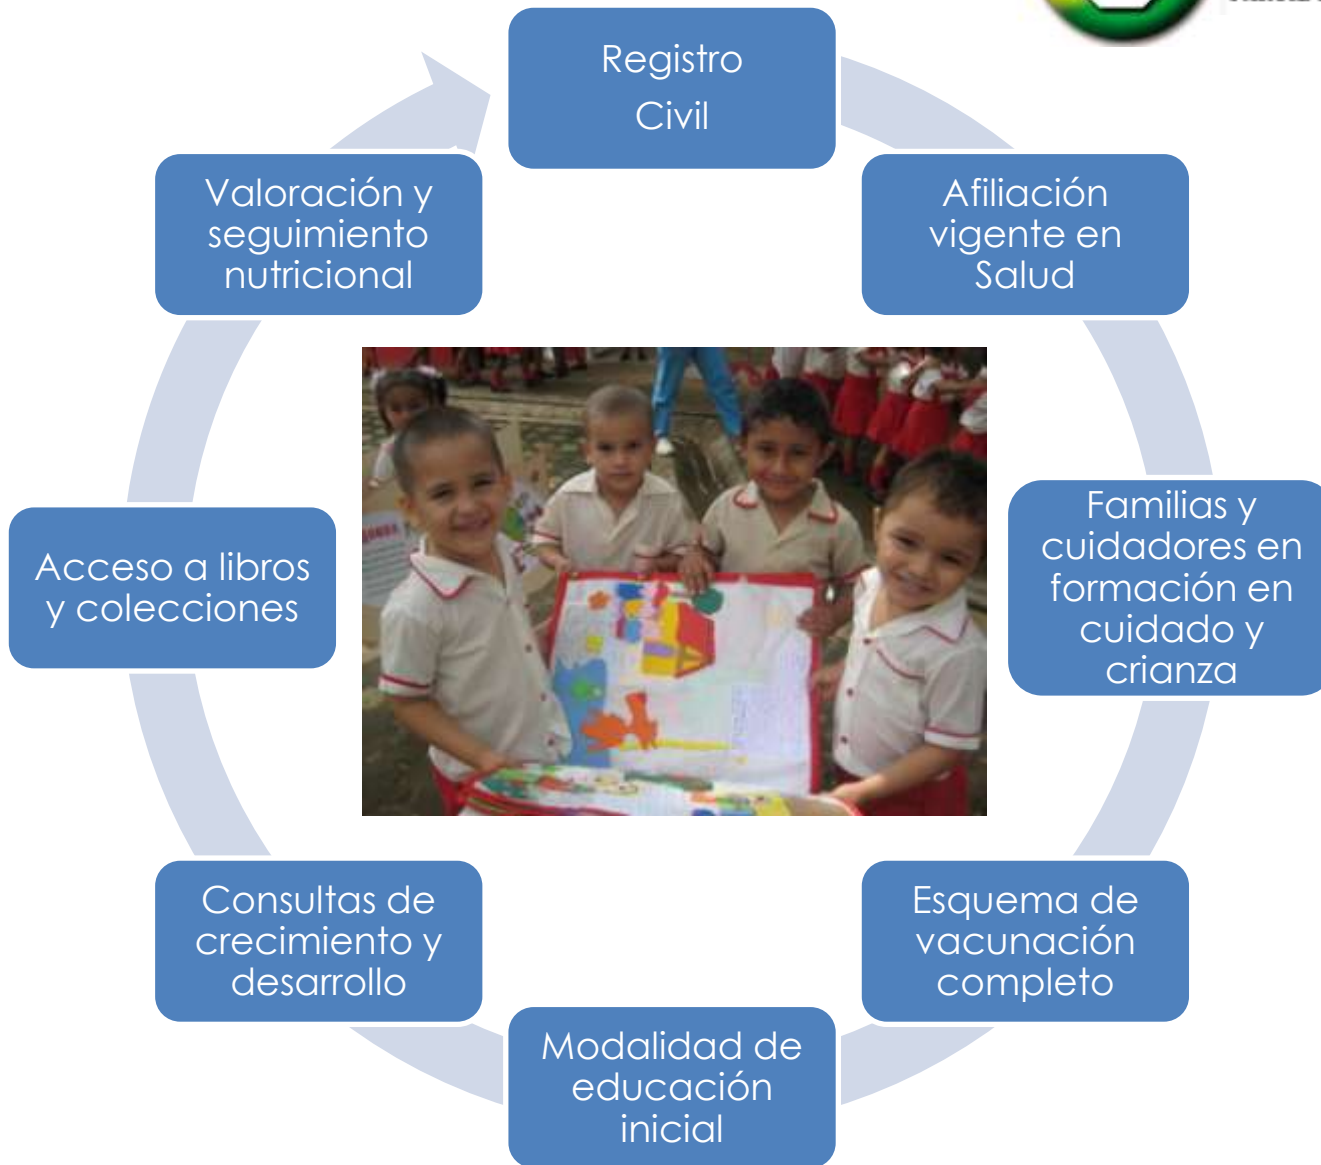 Registro
Civil
Afiliación
vigente en
Salud
Familias y
cuidadores en
formación en
cuidado y
crianza
Esquema de
vacunación
completo
Modalidad de
educación
inicial
Consultas de
crecimiento y
desarrollo
Acceso a libros
y colecciones
Valoración y
seguimiento
nutricional